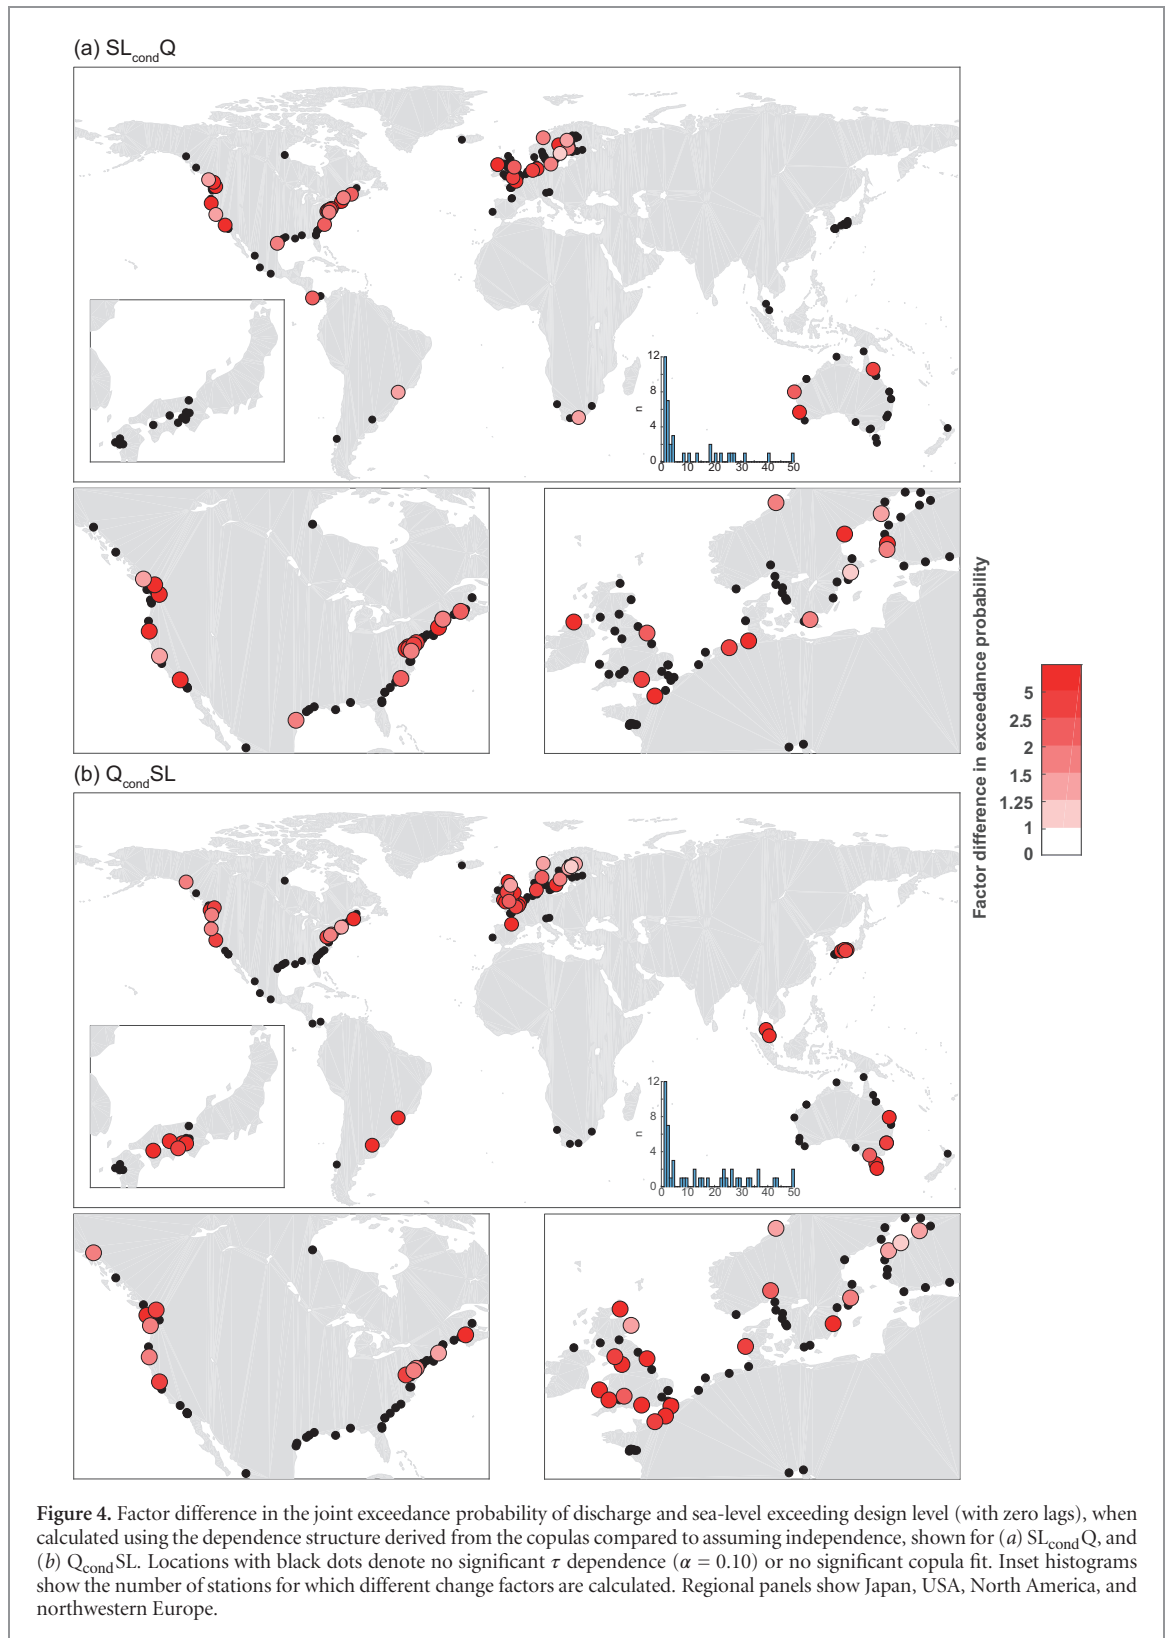 (a) SLcondQ
12
8
n
4
0
0 10 20 30 40 50
Factor difference in exceedance probability
5
2.5
2
1.5
1.25
1
0
(b) QcondSL
12
8
n
4
0
0 10 20 30 40 50
Figure 4. Factor difference in the joint exceedance probability of discharge and sea-level exceeding design level (with zero lags), when
calculated using the dependence structure derived from the copulas compared to assuming independence, shown for (a) SLcondQ, and
(b) QcondSL. Locations with black dots denote no significant τ dependence (α = 0.10) or no significant copula fit. Inset histograms
show the number of stations for which different change factors are calculated. Regional panels show Japan, USA, North America, and
northwestern Europe.